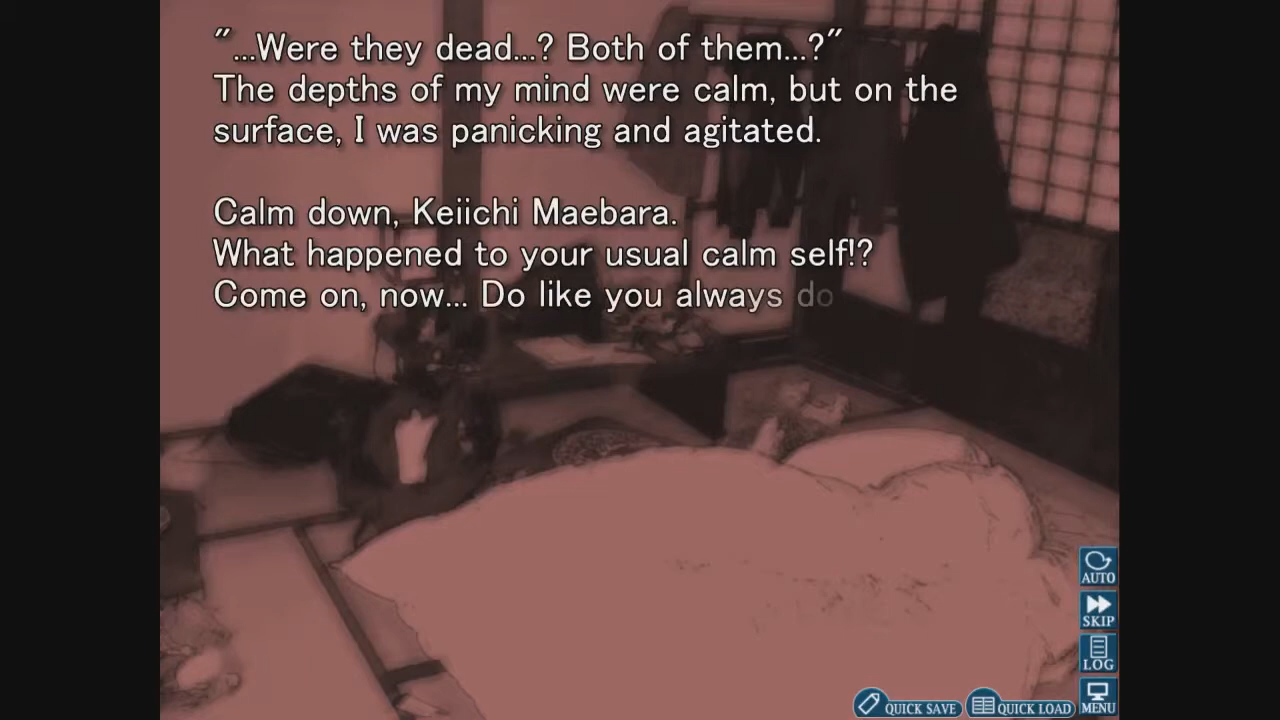 "...Were they dead...? Both of them...?"
The depths of my mind were calm, but on the
surface, I was panicking and agitated.
Calm down, Keiichi Maebara.
What happened to your usual calm self!?
Come on, now... Do like you always do
AUTO
SKIP
LOG
MENU
QUICK SAVE
QUICK LOAD